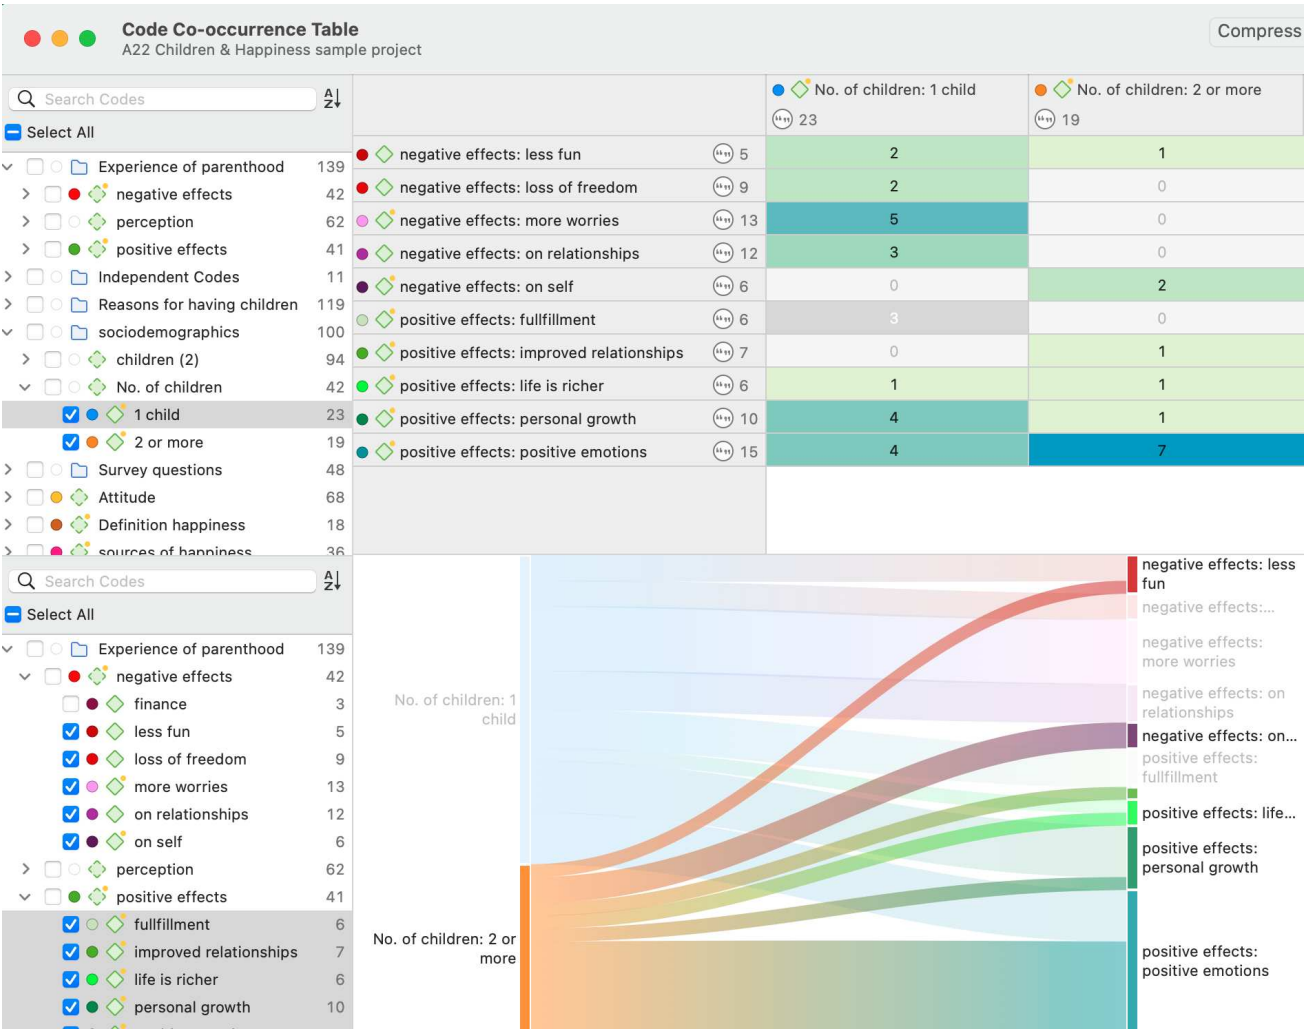 Code Co-occurrence Table
A22 Children & Happiness sample project
Compress
Search Codes
Select All
Experience of parenthood 139
negative effects 42
perception 62
positive effects 41
Independent Codes 11
Reasons for having children 119
sociodemographics 100
children (2) 94
No. of children 42
1 child 23
2 or more 19
Survey questions 48
Attitude 68
Definition happiness 18
sources of happiness 36
No. of children: 1 child
23
No. of children: 2 or more
19
negative effects: less fun 5 2 1
negative effects: loss of freedom 9 2 0
negative effects: more worries 13 5 0
negative effects: on relationships 12 3 0
negative effects: on self 6 0 2
positive effects: fullfillment 6 3 0
positive effects: improved relationships 7 0 1
positive effects: life is richer 6 1 1
positive effects: personal growth 10 4 1
positive effects: positive emotions 15 4 7
Search Codes
Select All
Experience of parenthood 139
negative effects 42
finance 3
less fun 5
loss of freedom 9
more worries 13
on relationships 12
on self 6
perception 62
positive effects 41
fullfillment 6
improved relationships 7
life is richer 6
personal growth 10
No. of children: 1
child
No. of children: 2 or
more
negative effects: less
fun
negative effects:...
negative effects:
more worries
negative effects: on
relationships
negative effects: on...
positive effects:
fullfillment
positive effects: life...
positive effects:
personal growth
positive effects:
positive emotions